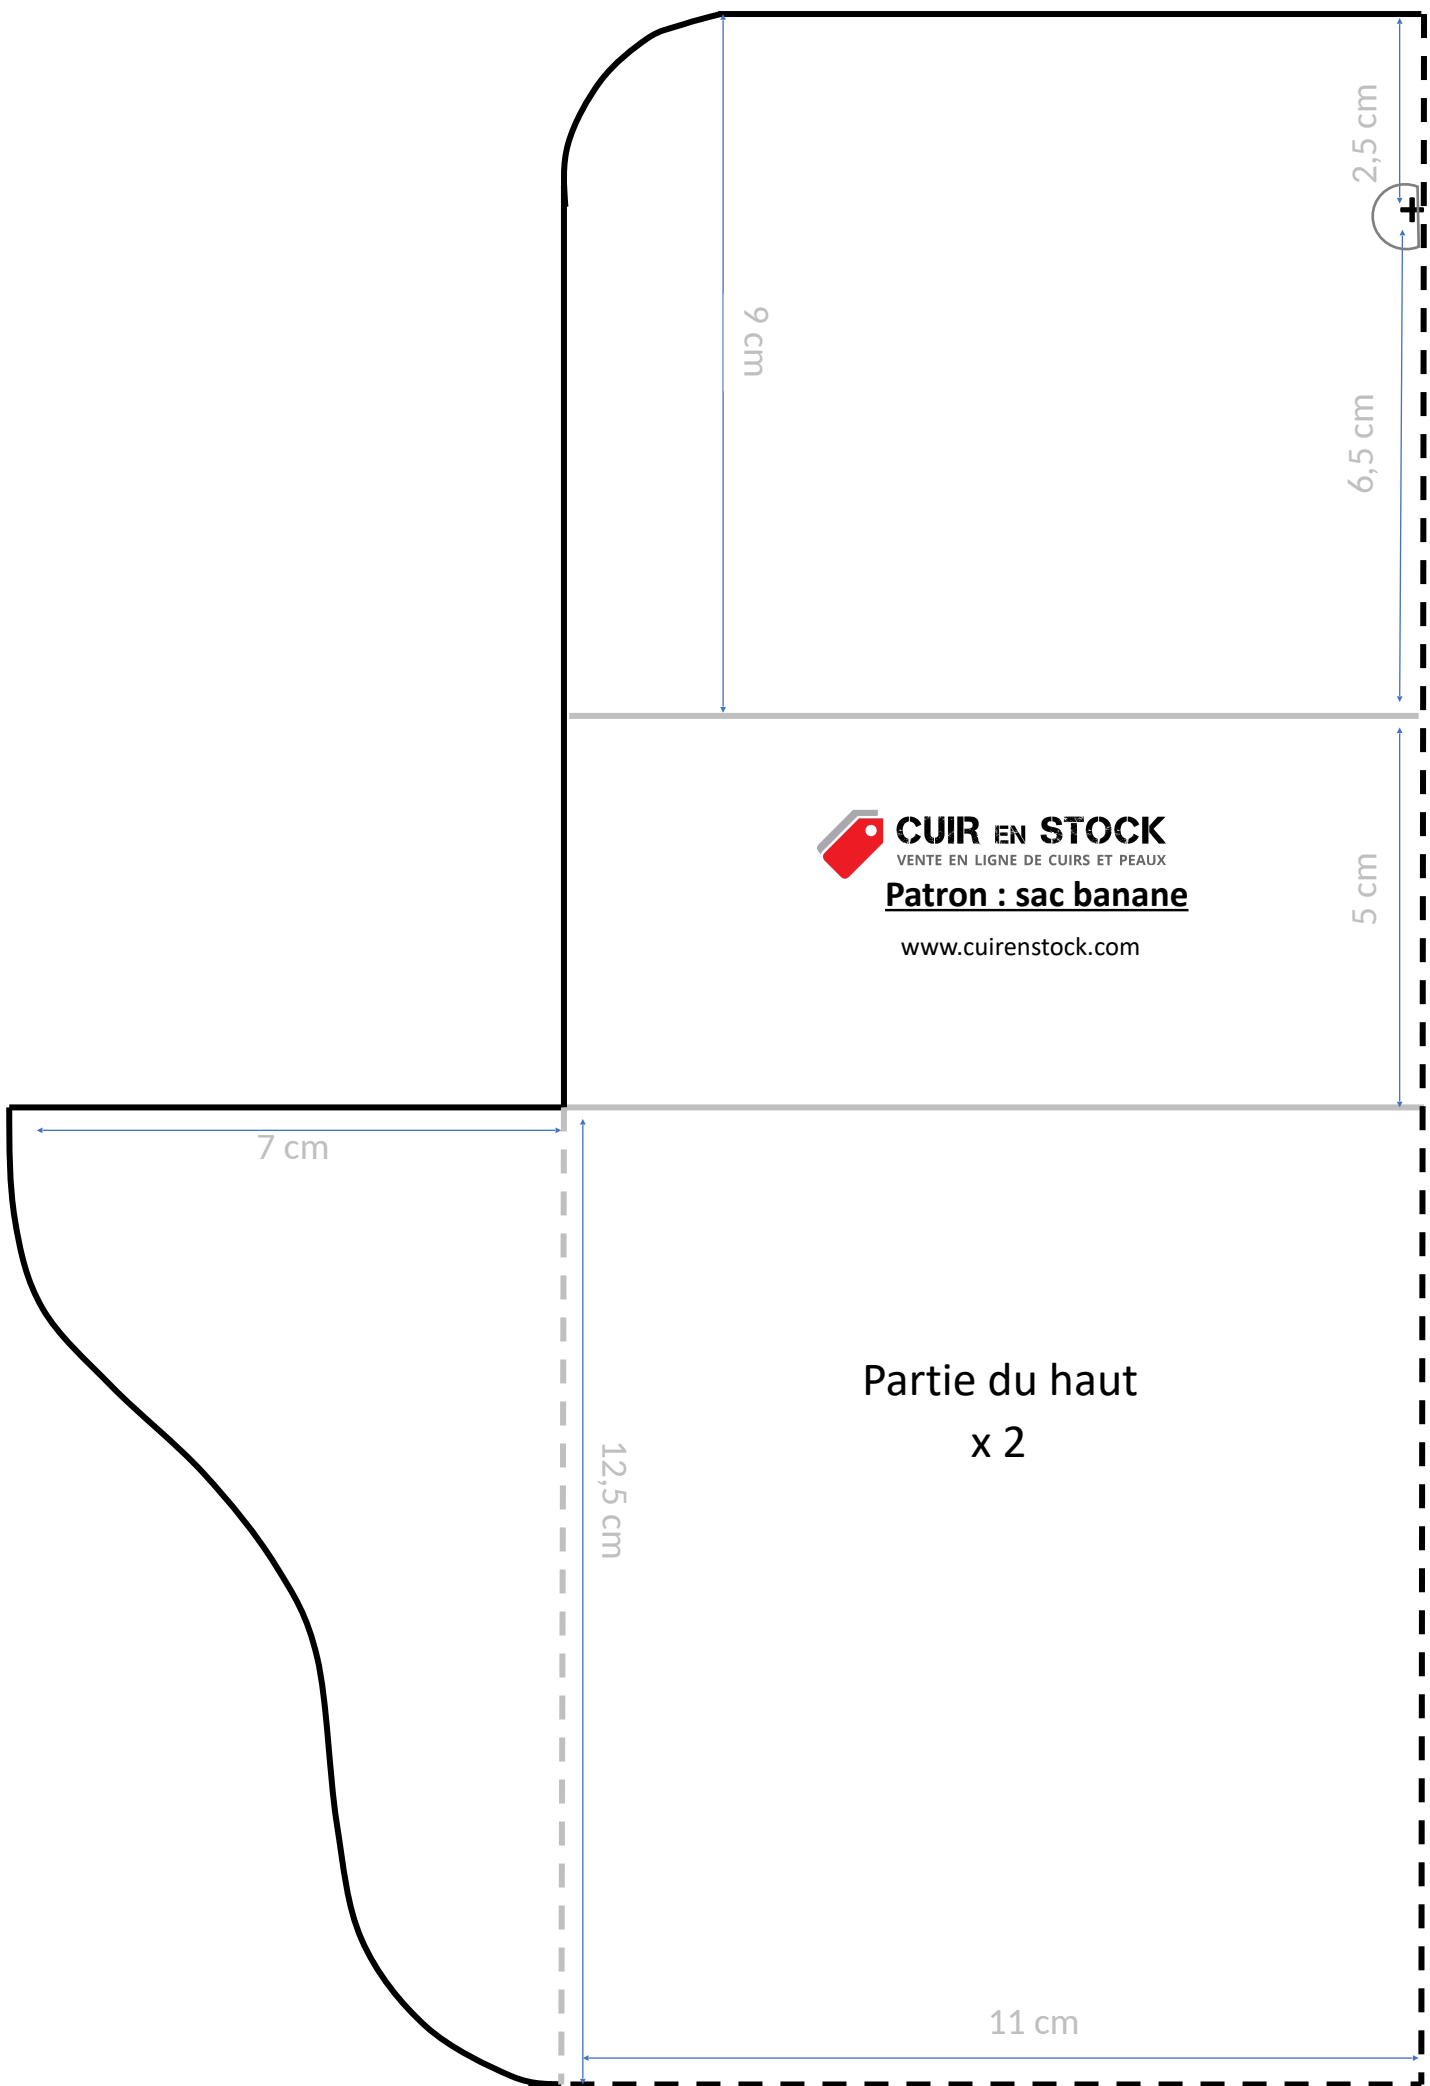 2,5 cm
9 cm
6,5 cm
CUIR EN STOCK
VENTE EN LIGNE DE CUIRS ET PEAUX
Patron : sac banane
www.cuirenstock.com
5 cm
7 cm
Partie du haut
x 2
12,5 cm
11 cm